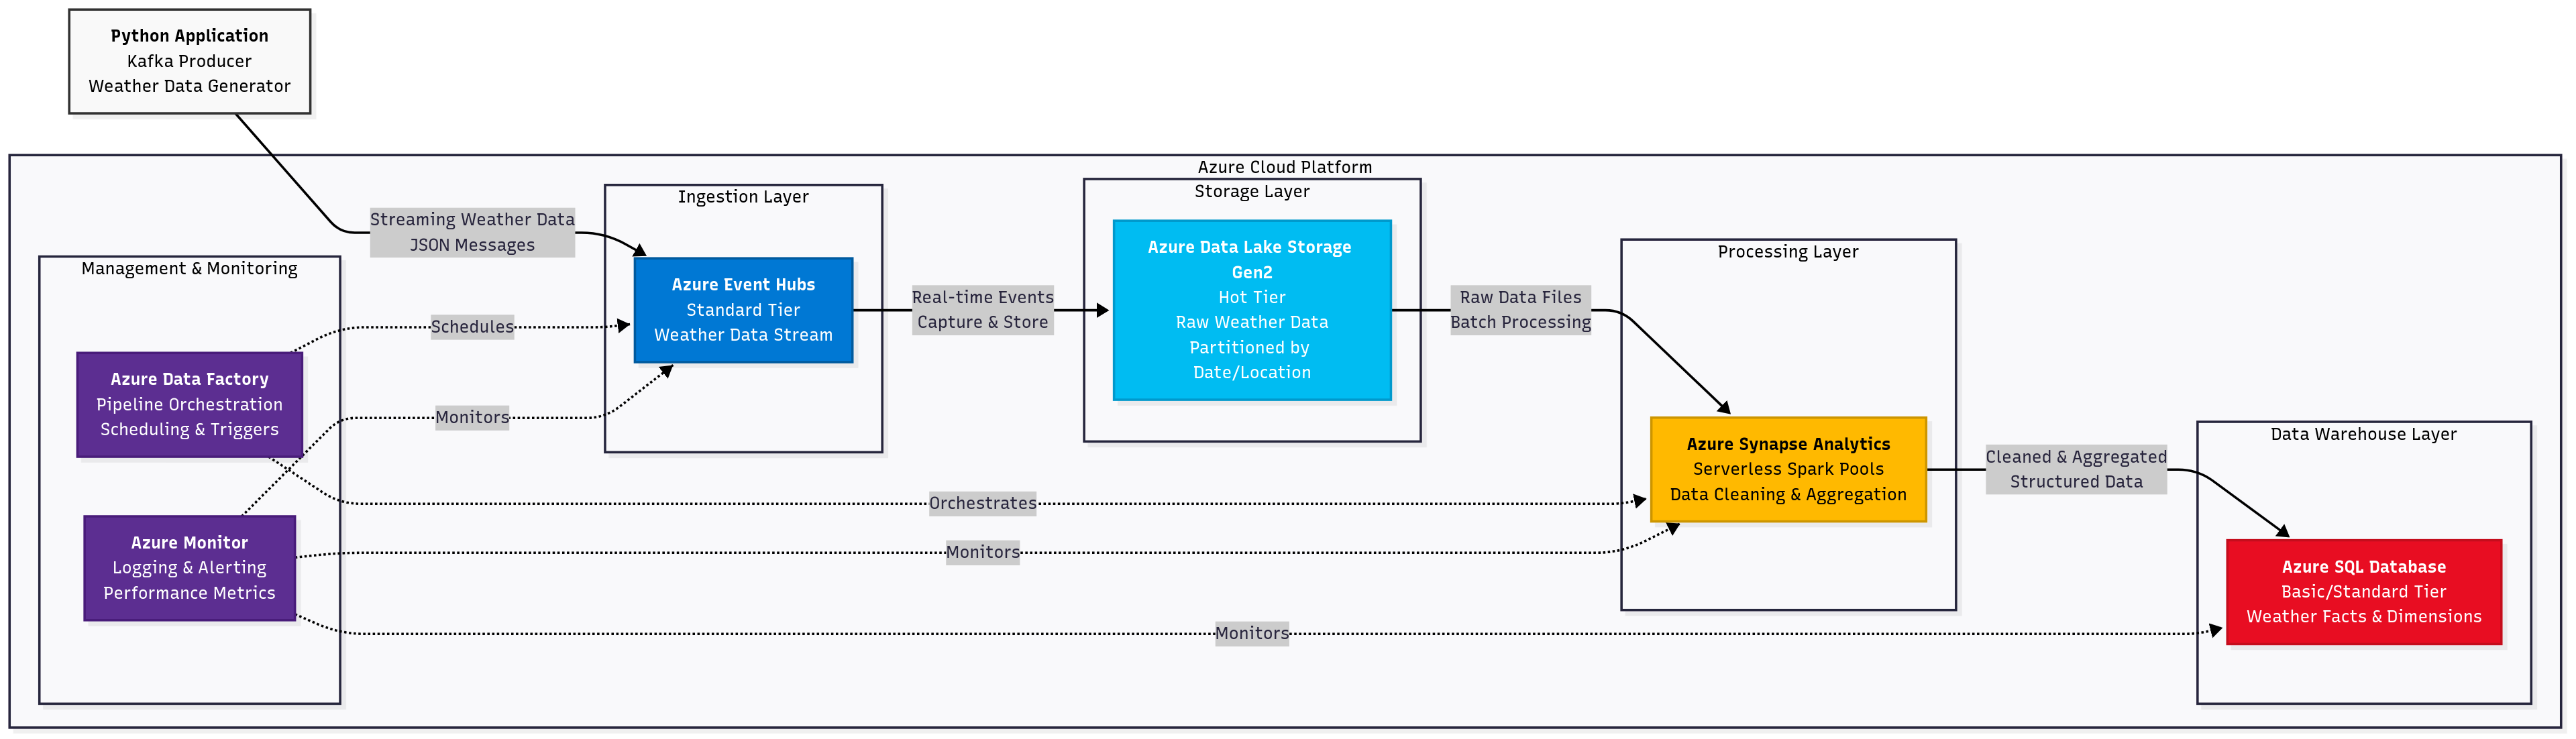 Python Application
Kafka Producer
Weather Data Generator
Azure Cloud Platform
Streaming Weather Data
JSON Messages
Management & Monitoring
Azure Data Factory
Pipeline Orchestration
Scheduling & Triggers
Azure Monitor
Logging & Alerting
Performance Metrics
Schedules
Monitors
Orchestrates
Monitors
Monitors
Ingestion Layer
Azure Event Hubs
Standard Tier
Weather Data Stream
Real-time Events
Capture & Store
Storage Layer
Azure Data Lake Storage
Gen2
Hot Tier
Raw Weather Data
Partitioned by
Date/Location
Raw Data Files
Batch Processing
Processing Layer
Azure Synapse Analytics
Serverless Spark Pools
Data Cleaning & Aggregation
Cleaned & Aggregated
Structured Data
Data Warehouse Layer
Azure SQL Database
Basic/Standard Tier
Weather Facts & Dimensions